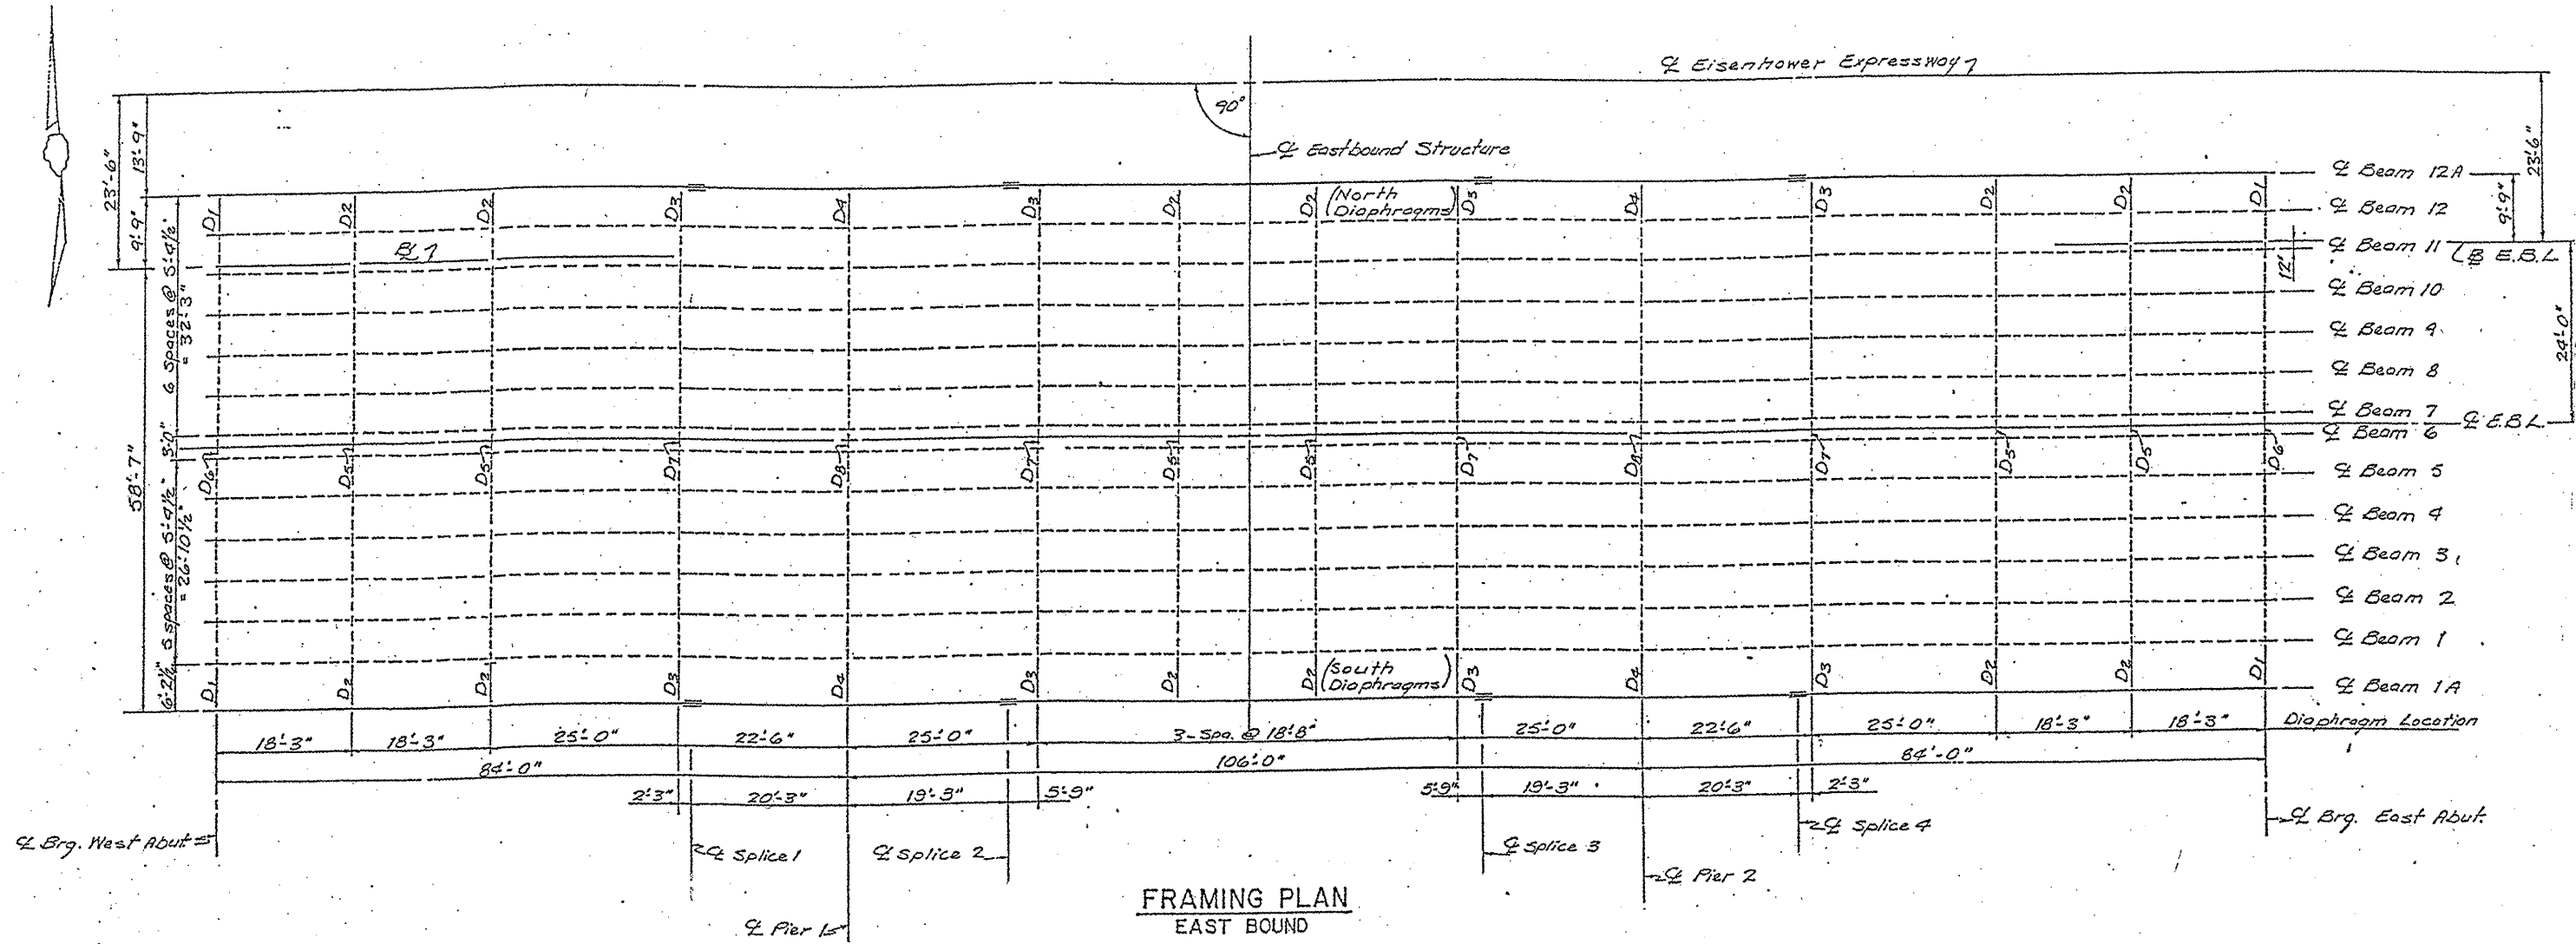 ℄ Eisenhower Expressway
90°
℄ Eastbound Structure
23'-6"
13'-9"
9'-9"
6 Spaces @ 5'-4½" = 32'-3"
3'-0"
58'-7"
5 spaces @ 5'-4½" = 26'-10½"
6'-2½"
D1 D2 D2 D3 D4 D3 D2 D2 (North Diaphragms) D3 D4 D3 D2 D2 D1
D6 D5 D5 D7 D8 D7 D5 D5 D7 D8 D7 D5 D5 D6
D1 D2 D2 D3 D4 D3 D2 D2 (South Diaphragms) D3 D4 D3 D2 D2 D1
℄ Beam 12A
℄ Beam 12
℄ Beam 11
℄ Beam 10
℄ Beam 9
℄ Beam 8
℄ Beam 7
℄ Beam 6
℄ Beam 5
℄ Beam 4
℄ Beam 3
℄ Beam 2
℄ Beam 1
℄ Beam 1A
23'-6"
9'-9"
E.B.L.
12"
24'-0"
℄ E.B.L.
18'-3" 18'-3" 25'-0" 22'-6" 25'-0" 3-Spa. @ 18'-8" 25'-0" 22'-6" 25'-0" 18'-3" 18'-3" Diaphragm Location
84'-0" 106'-0" 84'-0"
2'-3" 20'-3" 19'-3" 5'-9" 5'-9" 19'-3" 20'-3" 2'-3"
℄ Brg. West Abut.
℄ Splice 1
℄ Splice 2
℄ Splice 3
℄ Splice 4
℄ Brg. East Abut.
℄ Pier 1
℄ Pier 2
FRAMING PLAN
EAST BOUND